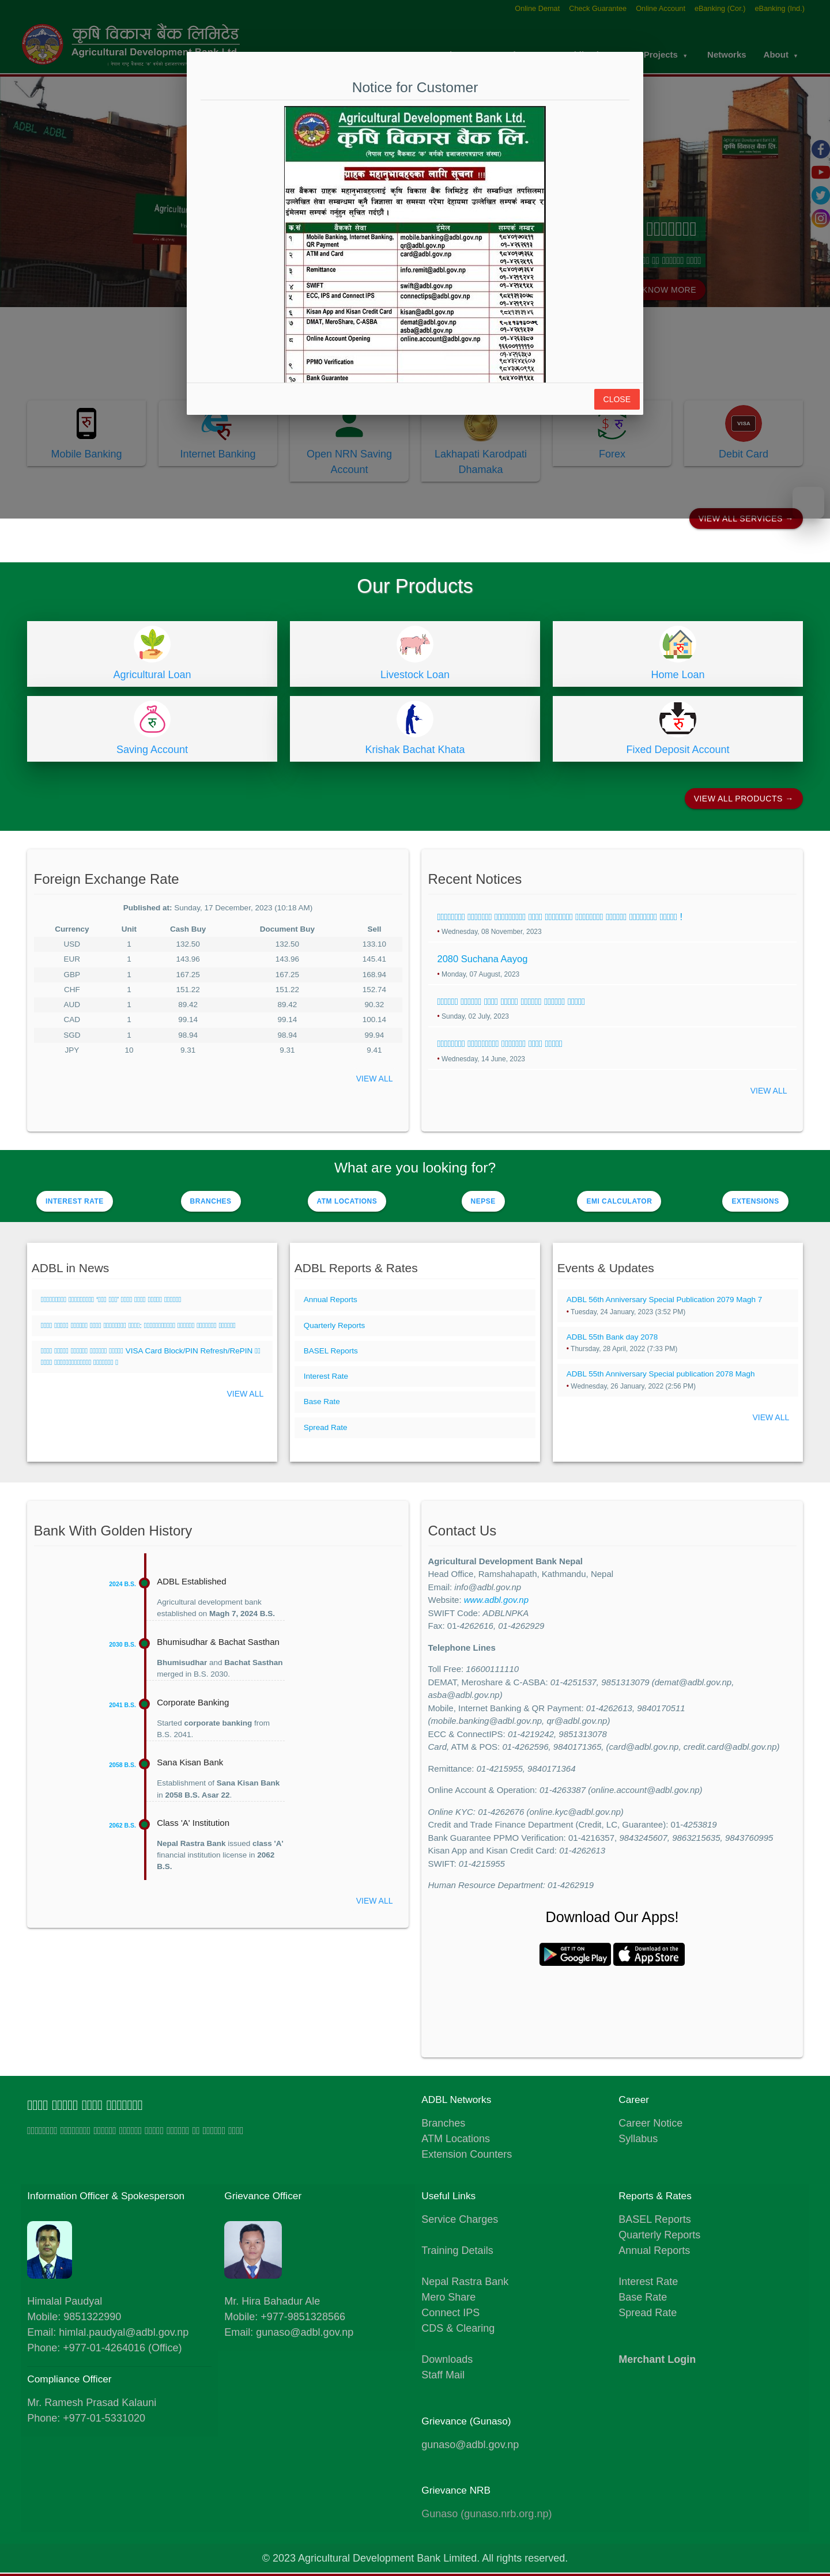 Online Demat Check Guarantee Online Account eBanking (Cor.) eBanking (Ind.)
कृषि विकास बैंक लिमिटेड
Agricultural Development Bank Ltd.
Projects Networks About
Notice for Customer
Agricultural Development Bank Ltd.
कृषि विकास बैंक लि.
ग्राहक महानुभावहरुका लागि सूचना !!!
क्र.सं बैंकको सेवा ईमेल सम्पर्क नम्बर
१ Mobile Banking, Internet Banking, QR Payment mobile.banking@adbl.gov.np qr@adbl.gov.np
२ ATM and Card card@adbl.gov.np
३ Remittance info.remit@adbl.gov.np
४ SWIFT swift@adbl.gov.np
५ ECC, IPS and Connect IPS connectips@adbl.gov.np
६ Kisan App and Kisan Credit Card kisan@adbl.gov.np
७ DMAT, MeroShare, C-ASBA demat@adbl.gov.np asba@adbl.gov.np
८ Online Account Opening online.account@adbl.gov.np
९ PPMO Verification
१० Bank Guarantee
CLOSE
KNOW MORE
Mobile Banking
Internet Banking
Open NRN Saving Account
Lakhapati Karodpati Dhamaka
Forex
VISA
Debit Card
VIEW ALL SERVICES →
Our Products
Agricultural Loan
Livestock Loan
Home Loan
Saving Account
Krishak Bachat Khata
Fixed Deposit Account
VIEW ALL PRODUCTS →
Foreign Exchange Rate
Published at: Sunday, 17 December, 2023 (10:18 AM)
Currency Unit Cash Buy Document Buy Sell
USD 1 132.50 132.50 133.10
EUR 1 143.96 143.96 145.41
GBP 1 167.25 167.25 168.94
CHF 1 151.22 151.22 152.74
AUD 1 89.42 89.42 90.32
CAD 1 99.14 99.14 100.14
SGD 1 98.94 98.94 99.94
JPY 10 9.31 9.31 9.41
VIEW ALL
Recent Notices
• Wednesday, 08 November, 2023
2080 Suchana Aayog
• Monday, 07 August, 2023
• Sunday, 02 July, 2023
• Wednesday, 14 June, 2023
VIEW ALL
What are you looking for?
INTEREST RATE BRANCHES ATM LOCATIONS NEPSE EMI CALCULATOR EXTENSIONS
ADBL in News
VISA Card Block/PIN Refresh/RePIN
VIEW ALL
ADBL Reports & Rates
Annual Reports
Quarterly Reports
BASEL Reports
Interest Rate
Base Rate
Spread Rate
Events & Updates
ADBL 56th Anniversary Special Publication 2079 Magh 7
• Tuesday, 24 January, 2023 (3:52 PM)
ADBL 55th Bank day 2078
• Thursday, 28 April, 2022 (7:33 PM)
ADBL 55th Anniversary Special publication 2078 Magh
• Wednesday, 26 January, 2022 (2:56 PM)
VIEW ALL
Bank With Golden History
2024 B.S. ADBL Established
Agricultural development bank
established on Magh 7, 2024 B.S.
2030 B.S. Bhumisudhar & Bachat Sasthan
Bhumisudhar and Bachat Sasthan
merged in B.S. 2030.
2041 B.S. Corporate Banking
Started corporate banking from
B.S. 2041.
2058 B.S. Sana Kisan Bank
Establishment of Sana Kisan Bank
in 2058 B.S. Asar 22.
2062 B.S. Class 'A' Institution
Nepal Rastra Bank issued class 'A'
financial institution license in 2062
B.S.
VIEW ALL
Contact Us
Agricultural Development Bank Nepal
Head Office, Ramshahapath, Kathmandu, Nepal
Email: info@adbl.gov.np
Website: www.adbl.gov.np
SWIFT Code: ADBLNPKA
Fax: 01-4262616, 01-4262929
Telephone Lines
Toll Free: 16600111110
DEMAT, Meroshare & C-ASBA: 01-4251537, 9851313079 (demat@adbl.gov.np,
asba@adbl.gov.np)
Mobile, Internet Banking & QR Payment: 01-4262613, 9840170511
(mobile.banking@adbl.gov.np, qr@adbl.gov.np)
ECC & ConnectIPS: 01-4219242, 9851313078
Card, ATM & POS: 01-4262596, 9840171365, (card@adbl.gov.np, credit.card@adbl.gov.np)
Remittance: 01-4215955, 9840171364
Online Account & Operation: 01-4263387 (online.account@adbl.gov.np)
Online KYC: 01-4262676 (online.kyc@adbl.gov.np)
Credit and Trade Finance Department (Credit, LC, Guarantee): 01-4253819
Bank Guarantee PPMO Verification: 01-4216357, 9843245607, 9863215635, 9843760995
Kisan App and Kisan Credit Card: 01-4262613
SWIFT: 01-4215955
Human Resource Department: 01-4262919
Download Our Apps!
GET IT ON Google Play Download on the App Store
ADBL Networks
Branches
ATM Locations
Extension Counters
Career
Career Notice
Syllabus
Information Officer & Spokesperson
Himalal Paudyal
Mobile: 9851322990
Email: himlal.paudyal@adbl.gov.np
Phone: +977-01-4264016 (Office)
Compliance Officer
Mr. Ramesh Prasad Kalauni
Phone: +977-01-5331020
Grievance Officer
Mr. Hira Bahadur Ale
Mobile: +977-9851328566
Email: gunaso@adbl.gov.np
Useful Links
Service Charges
Training Details
Nepal Rastra Bank
Mero Share
Connect IPS
CDS & Clearing
Downloads
Staff Mail
Grievance (Gunaso)
gunaso@adbl.gov.np
Grievance NRB
Gunaso (gunaso.nrb.org.np)
Reports & Rates
BASEL Reports
Quarterly Reports
Annual Reports
Interest Rate
Base Rate
Spread Rate
Merchant Login
© 2023 Agricultural Development Bank Limited. All rights reserved.